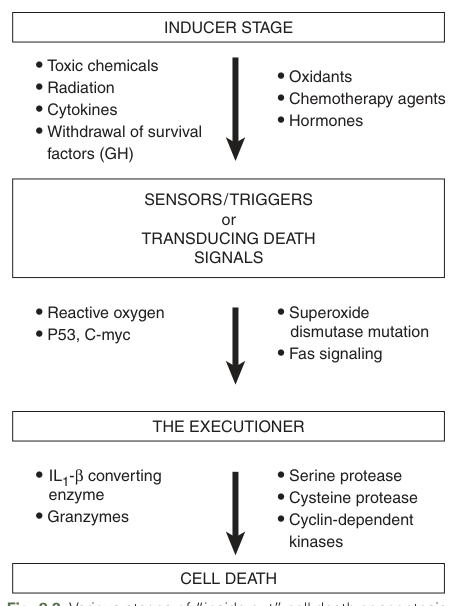 INDUCER STAGE
• Toxic chemicals
• Radiation
• Cytokines
• Withdrawal of survival
factors (GH)
• Oxidants
• Chemotherapy agents
• Hormones
SENSORS/TRIGGERS
or
TRANSDUCING DEATH
SIGNALS
• Reactive oxygen
• P53, C-myc
• Superoxide
dismutase mutation
• Fas signaling
THE EXECUTIONER
• IL1-β converting
enzyme
• Granzymes
• Serine protease
• Cysteine protease
• Cyclin-dependent
kinases
CELL DEATH